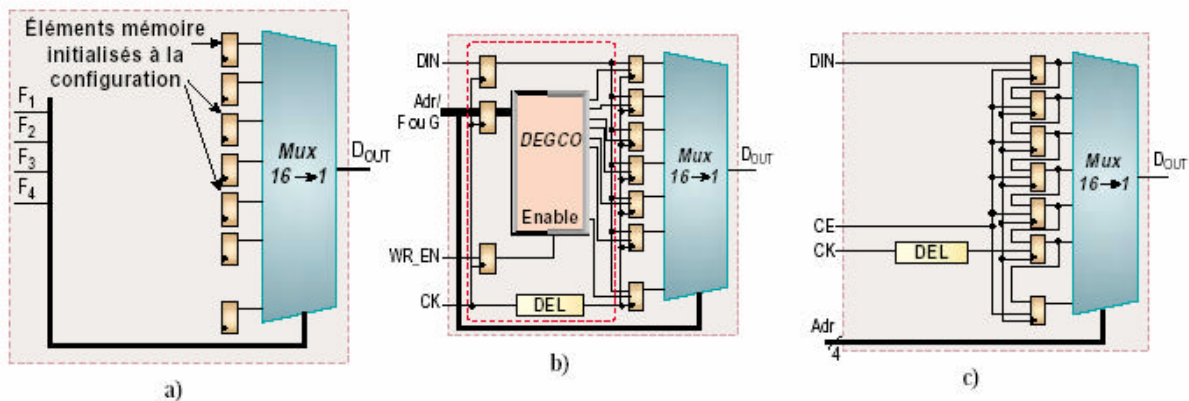 Éléments mémoire
initialisés à la
configuration
F1
F2
F3
F4
Mux
16→1
DOUT
a)
DIN
Adr/
F ou G
DEGCO
Enable
WR_EN
CK
DEL
Mux
16→1
DOUT
b)
DIN
CE
CK
DEL
Adr
4
Mux
16→1
DOUT
c)